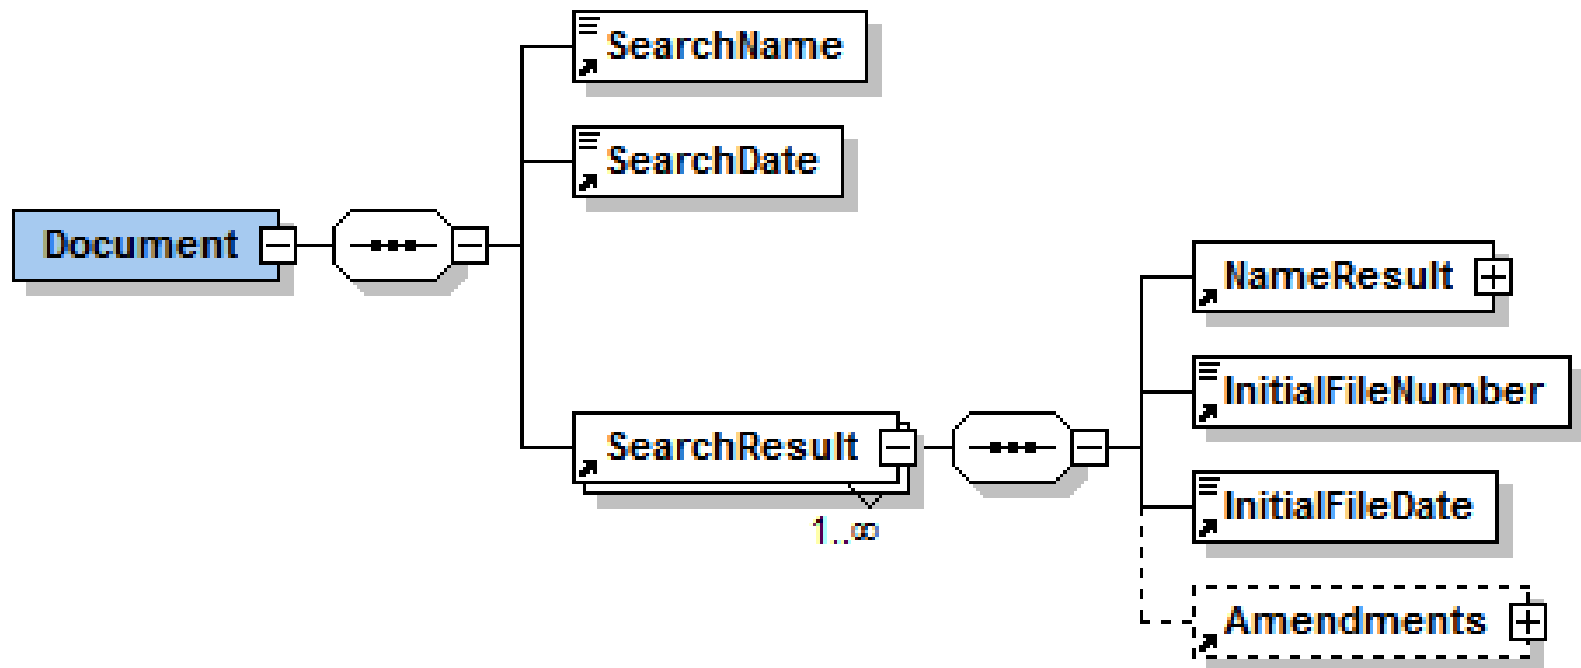 SearchName
SearchDate
Document
NameResult
InitialFileNumber
SearchResult
1..∞
InitialFileDate
Amendments